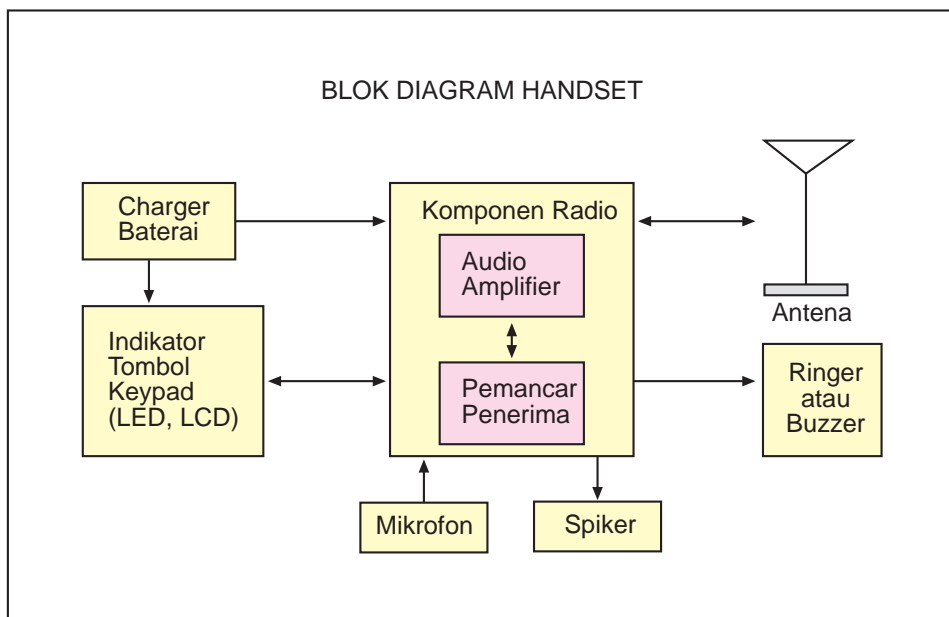 BLOK DIAGRAM HANDSET
Charger
Baterai
Komponen Radio
Audio
Amplifier
Antena
Indikator
Tombol
Keypad
(LED, LCD)
Pemancar
Penerima
Ringer
atau
Buzzer
Mikrofon
Spiker